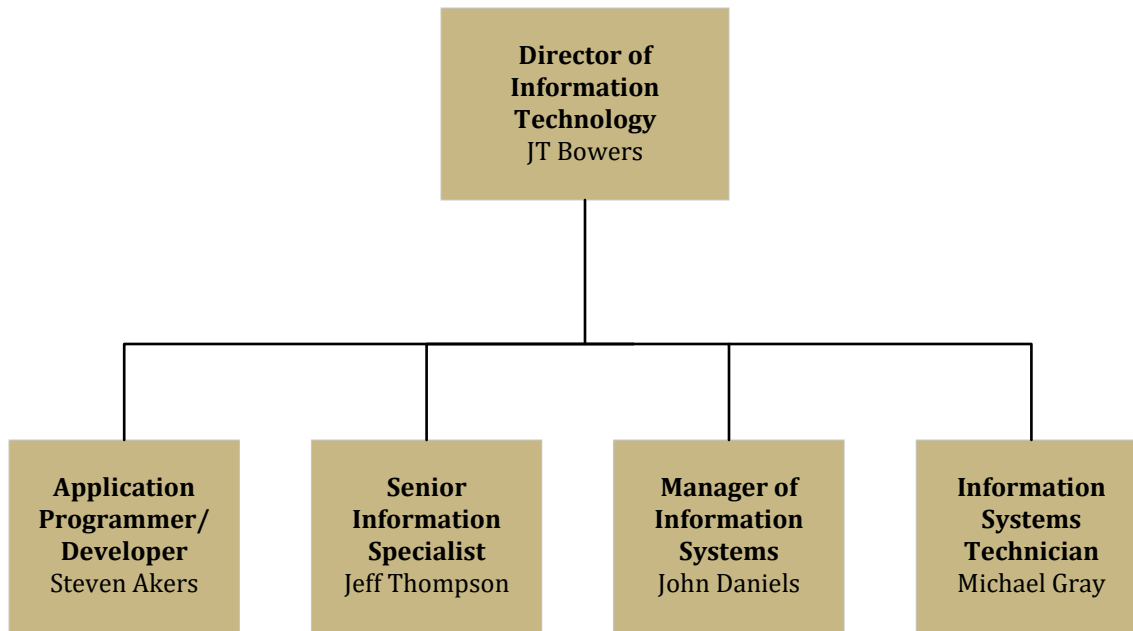 Director of
Information
Technology
JT Bowers
Application
Programmer/
Developer
Steven Akers
Senior
Information
Specialist
Jeff Thompson
Manager of
Information
Systems
John Daniels
Information
Systems
Technician
Michael Gray